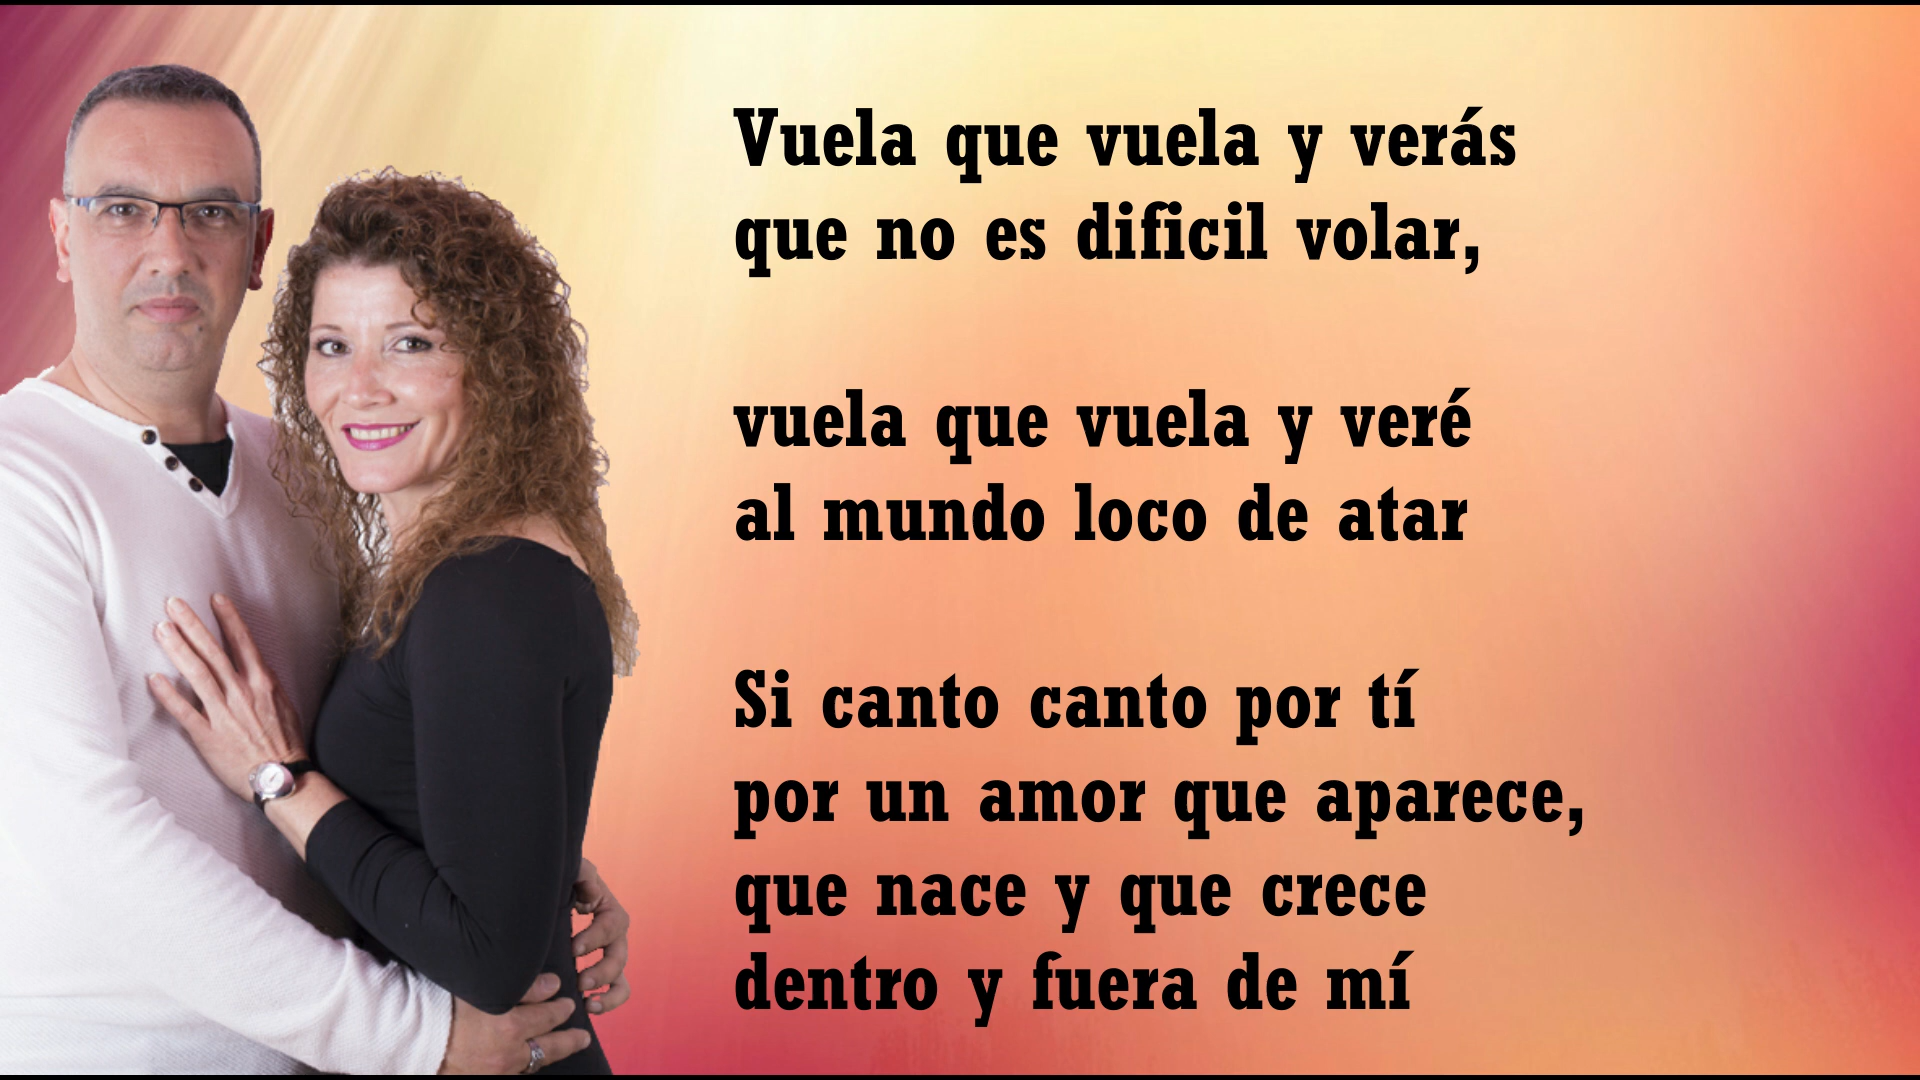 Vuela que vuela y verás
que no es dificil volar,
vuela que vuela y veré
al mundo loco de atar
Si canto canto por tí
por un amor que aparece,
que nace y que crece
dentro y fuera de mí